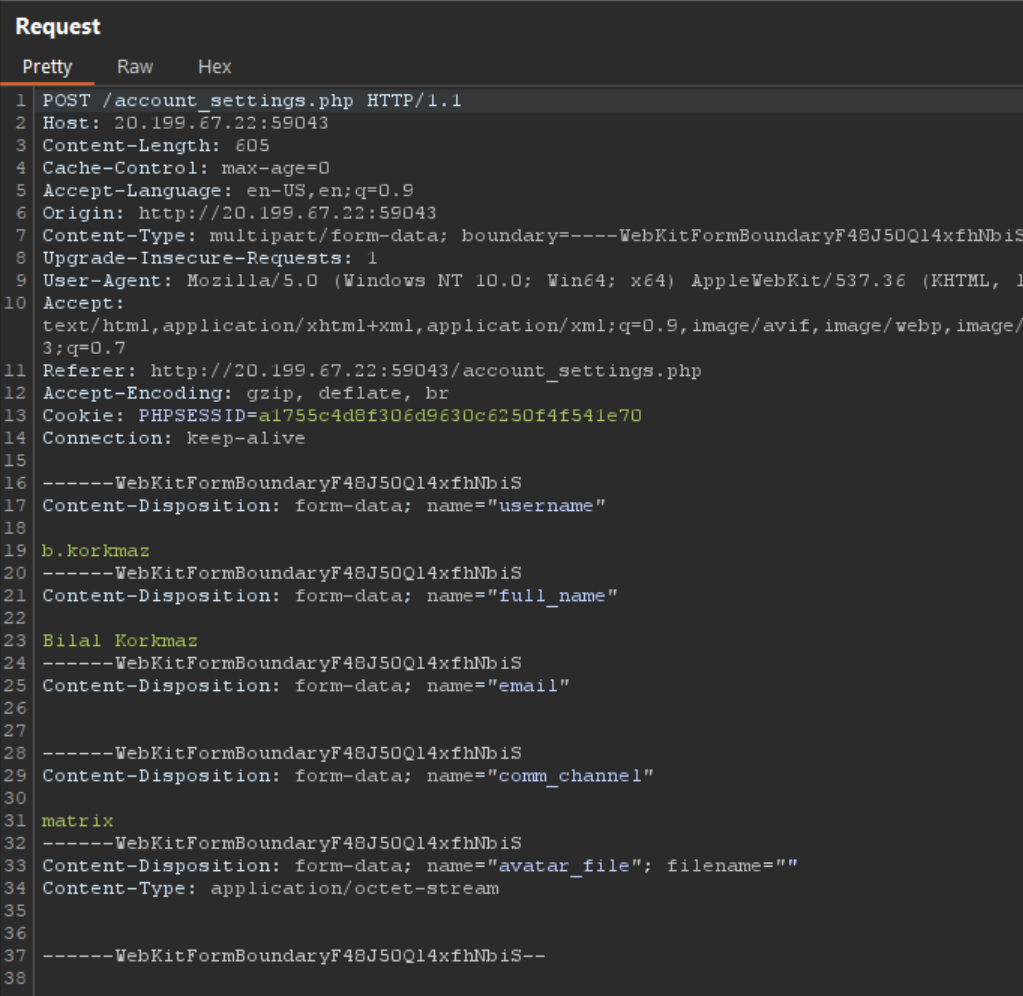 Request
Pretty Raw Hex
1 POST /account_settings.php HTTP/1.1
2 Host: 20.199.67.22:59043
3 Content-Length: 605
4 Cache-Control: max-age=0
5 Accept-Language: en-US,en;q=0.9
6 Origin: http://20.199.67.22:59043
7 Content-Type: multipart/form-data; boundary=----WebKitFormBoundaryF48J5OQl4xfhNbiS
8 Upgrade-Insecure-Requests: 1
9 User-Agent: Mozilla/5.0 (Windows NT 10.0; Win64; x64) AppleWebKit/537.36 (KHTML, l
10 Accept:
text/html,application/xhtml+xml,application/xml;q=0.9,image/avif,image/webp,image/
3;q=0.7
11 Referer: http://20.199.67.22:59043/account_settings.php
12 Accept-Encoding: gzip, deflate, br
13 Cookie: PHPSESSID=a1755c4d8f306d9630c6250f4f541e70
14 Connection: keep-alive
15
16 ------WebKitFormBoundaryF48J5OQl4xfhNbiS
17 Content-Disposition: form-data; name="username"
18
19 b.korkmaz
20 ------WebKitFormBoundaryF48J5OQl4xfhNbiS
21 Content-Disposition: form-data; name="full_name"
22
23 Bilal Korkmaz
24 ------WebKitFormBoundaryF48J5OQl4xfhNbiS
25 Content-Disposition: form-data; name="email"
26
27
28 ------WebKitFormBoundaryF48J5OQl4xfhNbiS
29 Content-Disposition: form-data; name="comm_channel"
30
31 matrix
32 ------WebKitFormBoundaryF48J5OQl4xfhNbiS
33 Content-Disposition: form-data; name="avatar_file"; filename=""
34 Content-Type: application/octet-stream
35
36
37 ------WebKitFormBoundaryF48J5OQl4xfhNbiS--
38